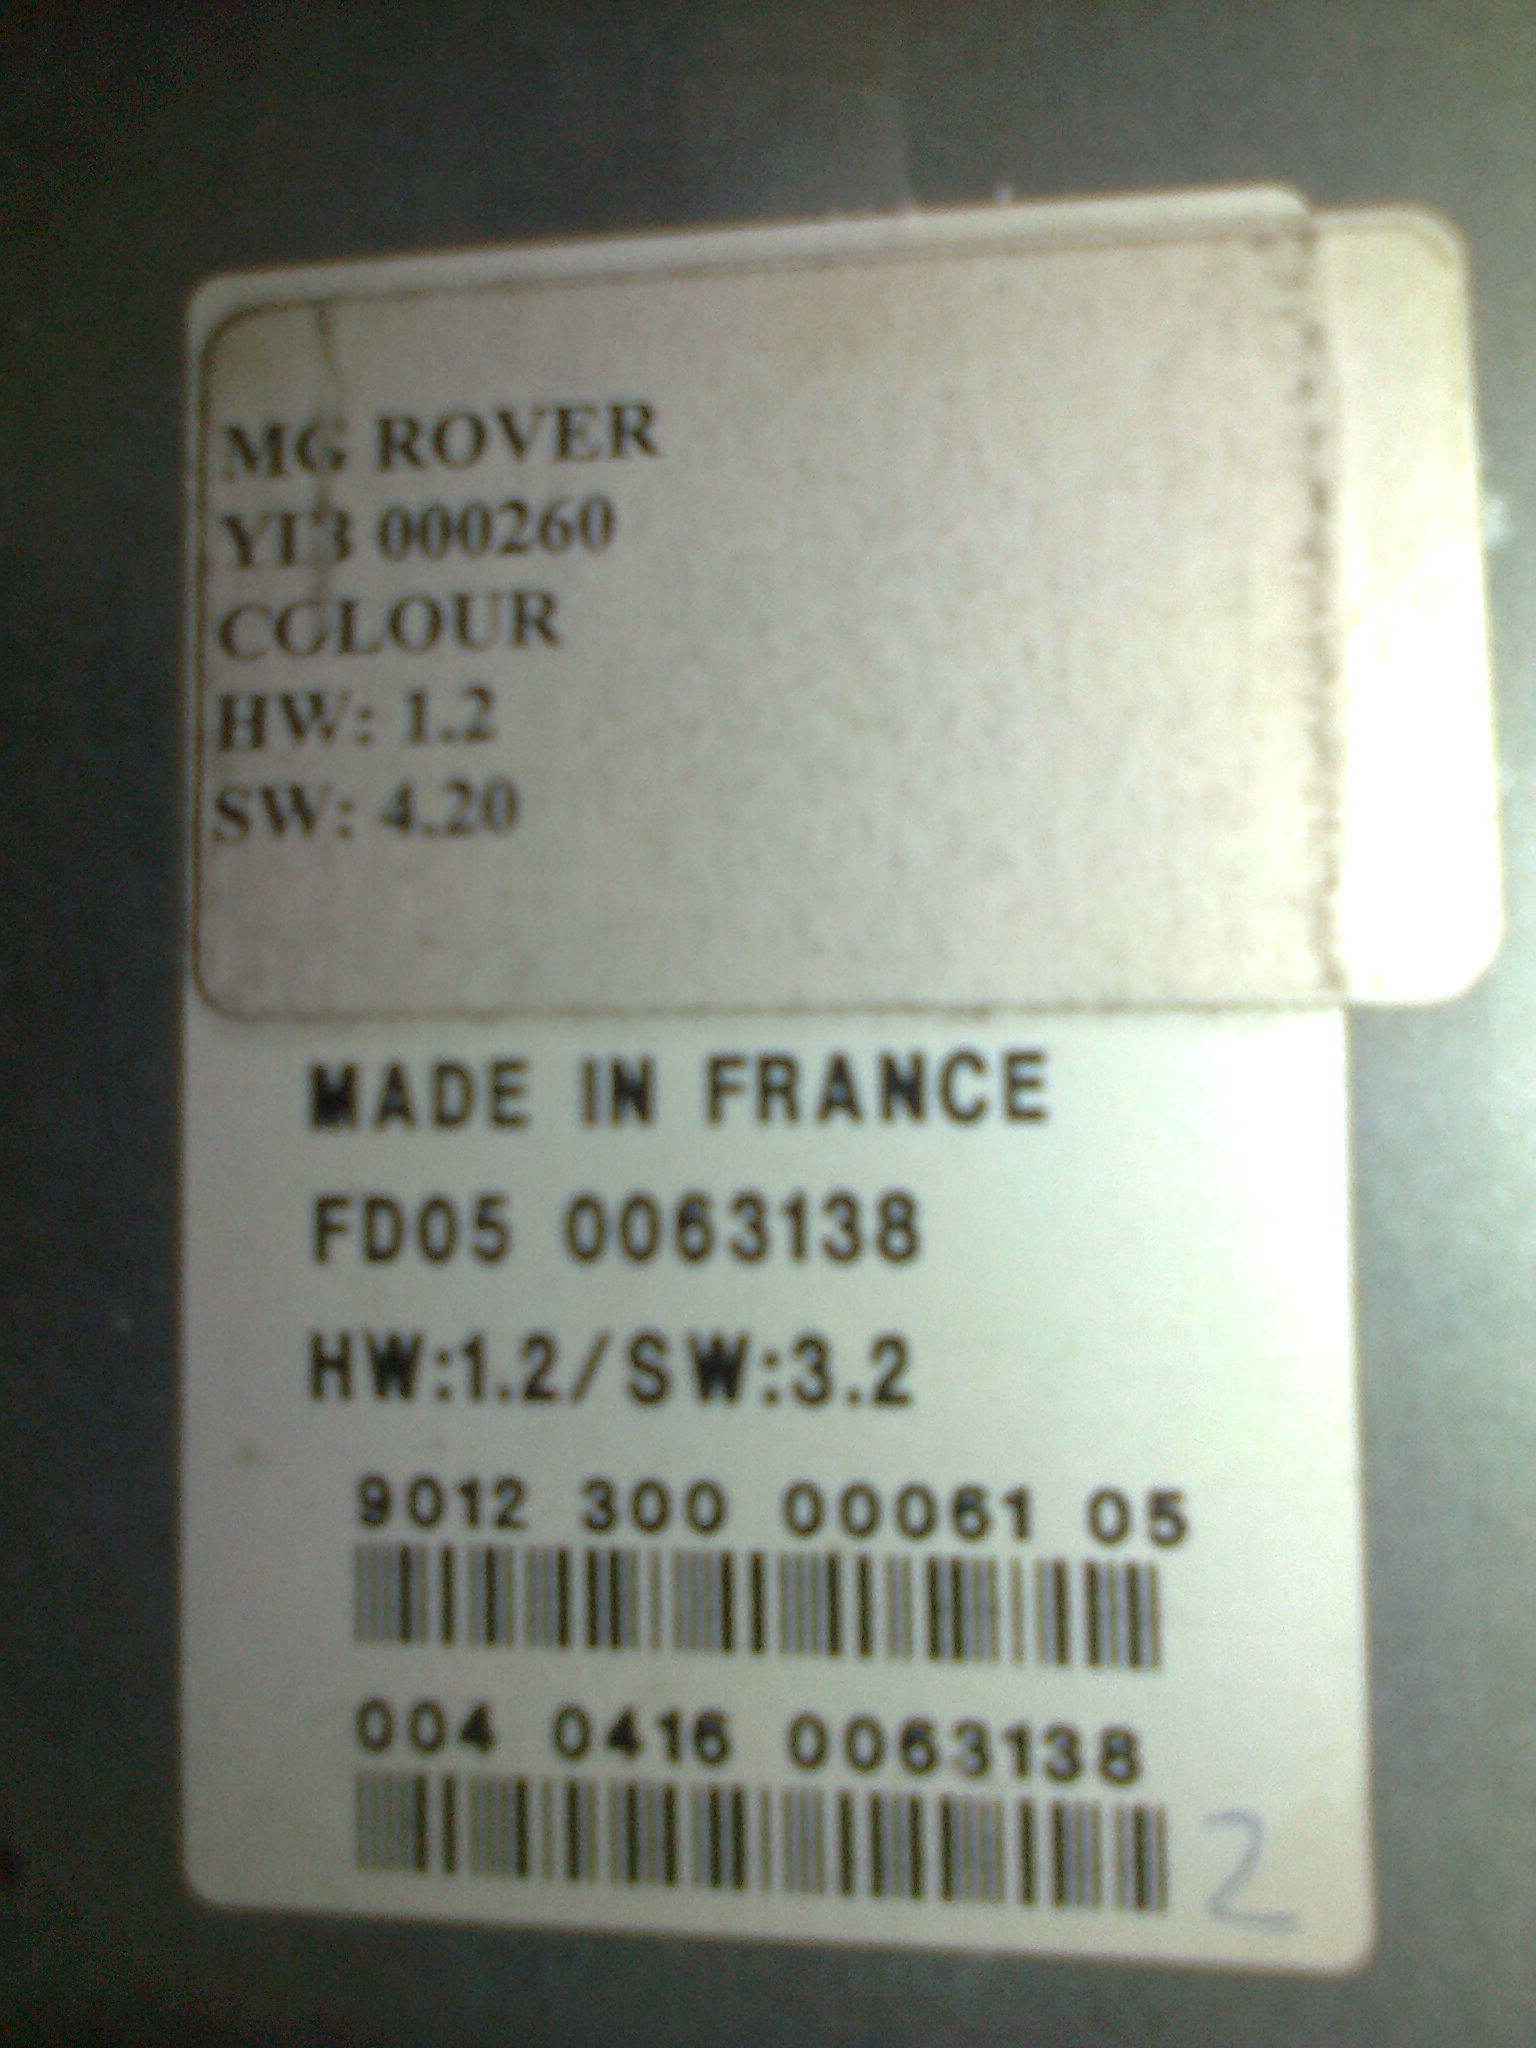 MG ROVER
YIB 000260
COLOUR
HW: 1.2
SW: 4.20
MADE IN FRANCE
FD05 0063138
HW:1.2/SW:3.2
9012 300 00061 05
004 0416 0063138
2